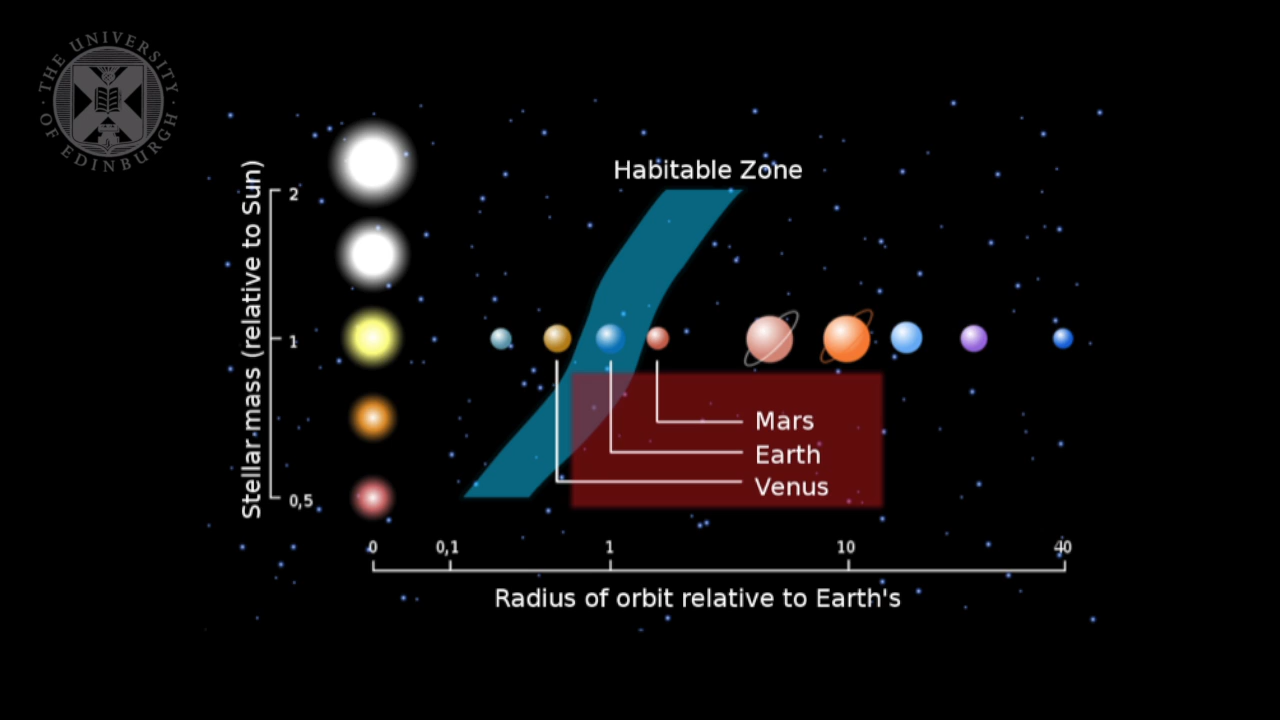 THE UNIVERSITY
OF EDINBURGH
Habitable Zone
Stellar mass (relative to Sun)
2
1
0,5
Mars
Earth
Venus
0 0,1 1 10 40
Radius of orbit relative to Earth's